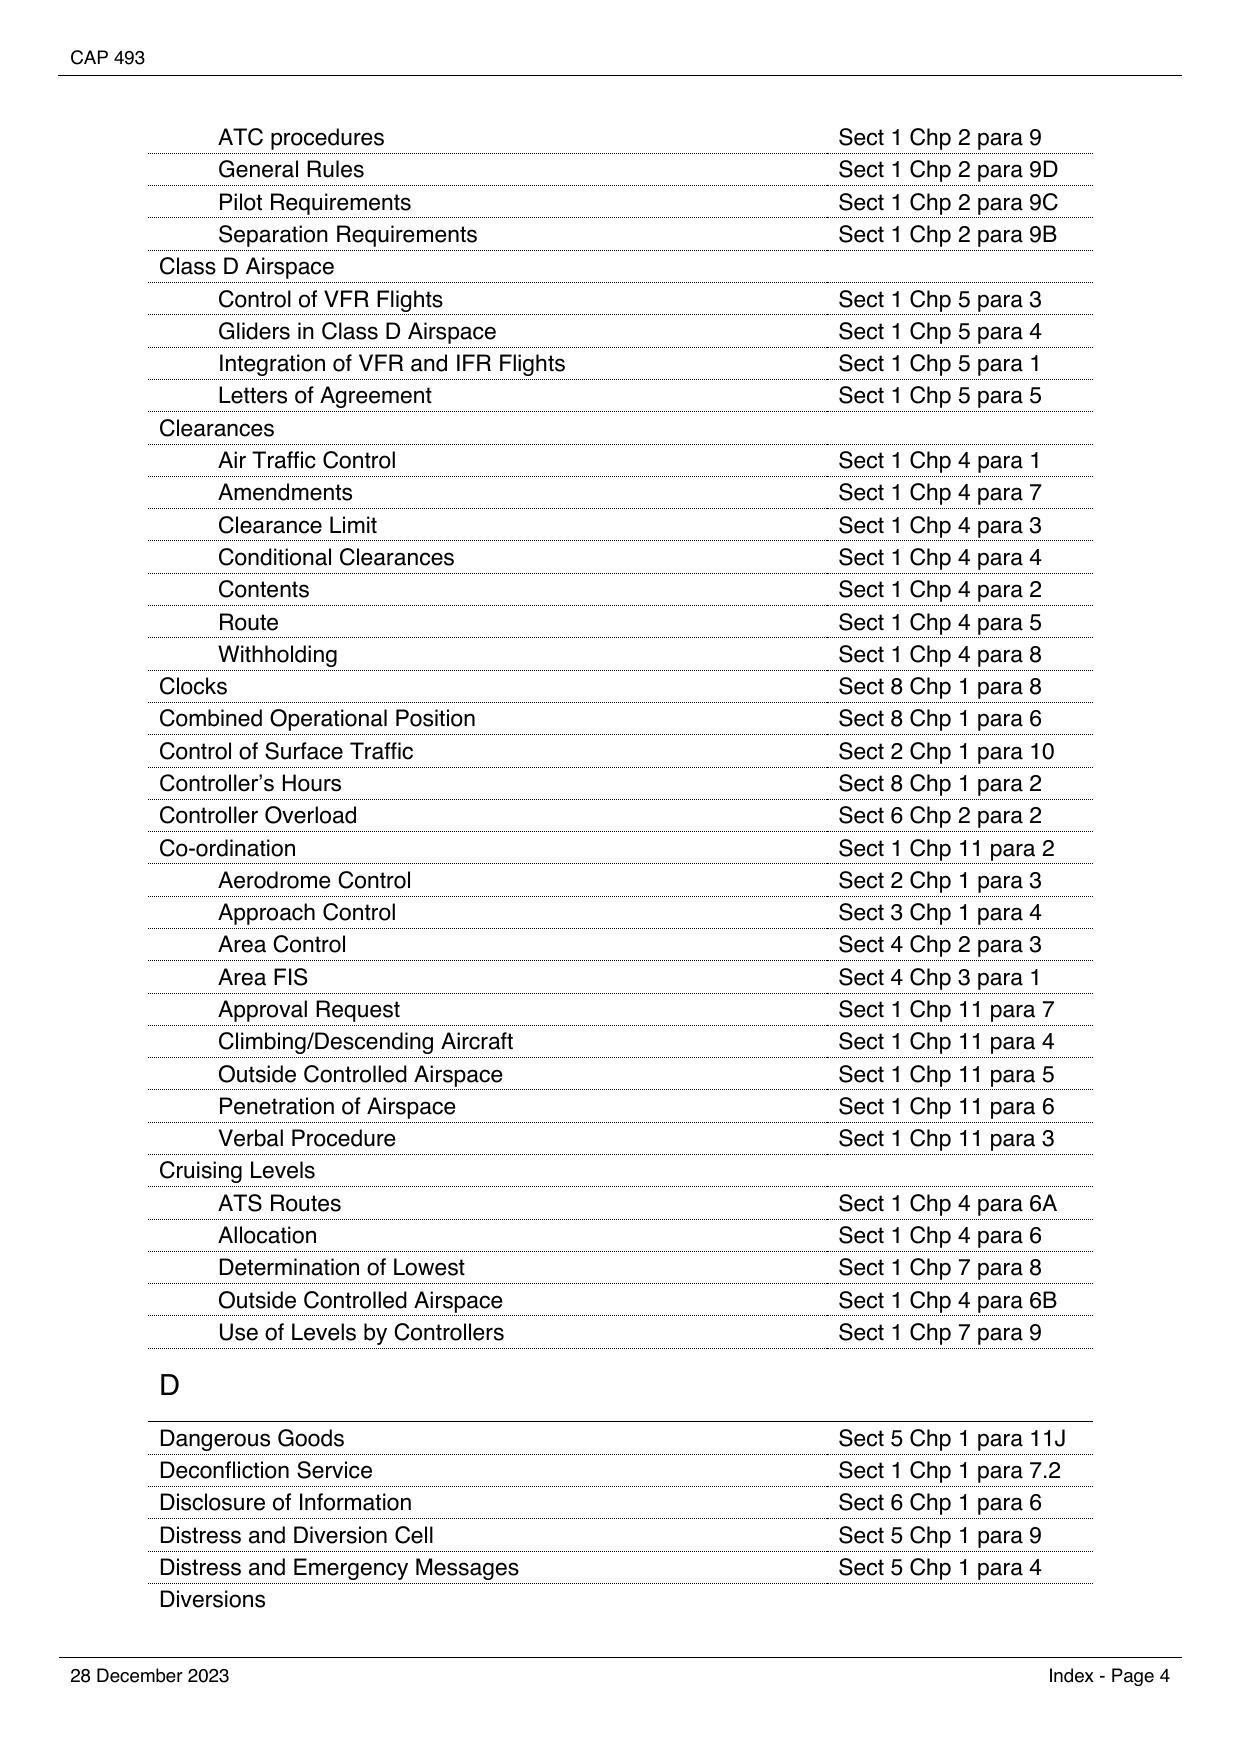 CAP 493
ATC procedures Sect 1 Chp 2 para 9
General Rules Sect 1 Chp 2 para 9D
Pilot Requirements Sect 1 Chp 2 para 9C
Separation Requirements Sect 1 Chp 2 para 9B
Class D Airspace
Control of VFR Flights Sect 1 Chp 5 para 3
Gliders in Class D Airspace Sect 1 Chp 5 para 4
Integration of VFR and IFR Flights Sect 1 Chp 5 para 1
Letters of Agreement Sect 1 Chp 5 para 5
Clearances
Air Traffic Control Sect 1 Chp 4 para 1
Amendments Sect 1 Chp 4 para 7
Clearance Limit Sect 1 Chp 4 para 3
Conditional Clearances Sect 1 Chp 4 para 4
Contents Sect 1 Chp 4 para 2
Route Sect 1 Chp 4 para 5
Withholding Sect 1 Chp 4 para 8
Clocks Sect 8 Chp 1 para 8
Combined Operational Position Sect 8 Chp 1 para 6
Control of Surface Traffic Sect 2 Chp 1 para 10
Controller’s Hours Sect 8 Chp 1 para 2
Controller Overload Sect 6 Chp 2 para 2
Co-ordination Sect 1 Chp 11 para 2
Aerodrome Control Sect 2 Chp 1 para 3
Approach Control Sect 3 Chp 1 para 4
Area Control Sect 4 Chp 2 para 3
Area FIS Sect 4 Chp 3 para 1
Approval Request Sect 1 Chp 11 para 7
Climbing/Descending Aircraft Sect 1 Chp 11 para 4
Outside Controlled Airspace Sect 1 Chp 11 para 5
Penetration of Airspace Sect 1 Chp 11 para 6
Verbal Procedure Sect 1 Chp 11 para 3
Cruising Levels
ATS Routes Sect 1 Chp 4 para 6A
Allocation Sect 1 Chp 4 para 6
Determination of Lowest Sect 1 Chp 7 para 8
Outside Controlled Airspace Sect 1 Chp 4 para 6B
Use of Levels by Controllers Sect 1 Chp 7 para 9
D
Dangerous Goods Sect 5 Chp 1 para 11J
Deconfliction Service Sect 1 Chp 1 para 7.2
Disclosure of Information Sect 6 Chp 1 para 6
Distress and Diversion Cell Sect 5 Chp 1 para 9
Distress and Emergency Messages Sect 5 Chp 1 para 4
Diversions
28 December 2023 Index - Page 4